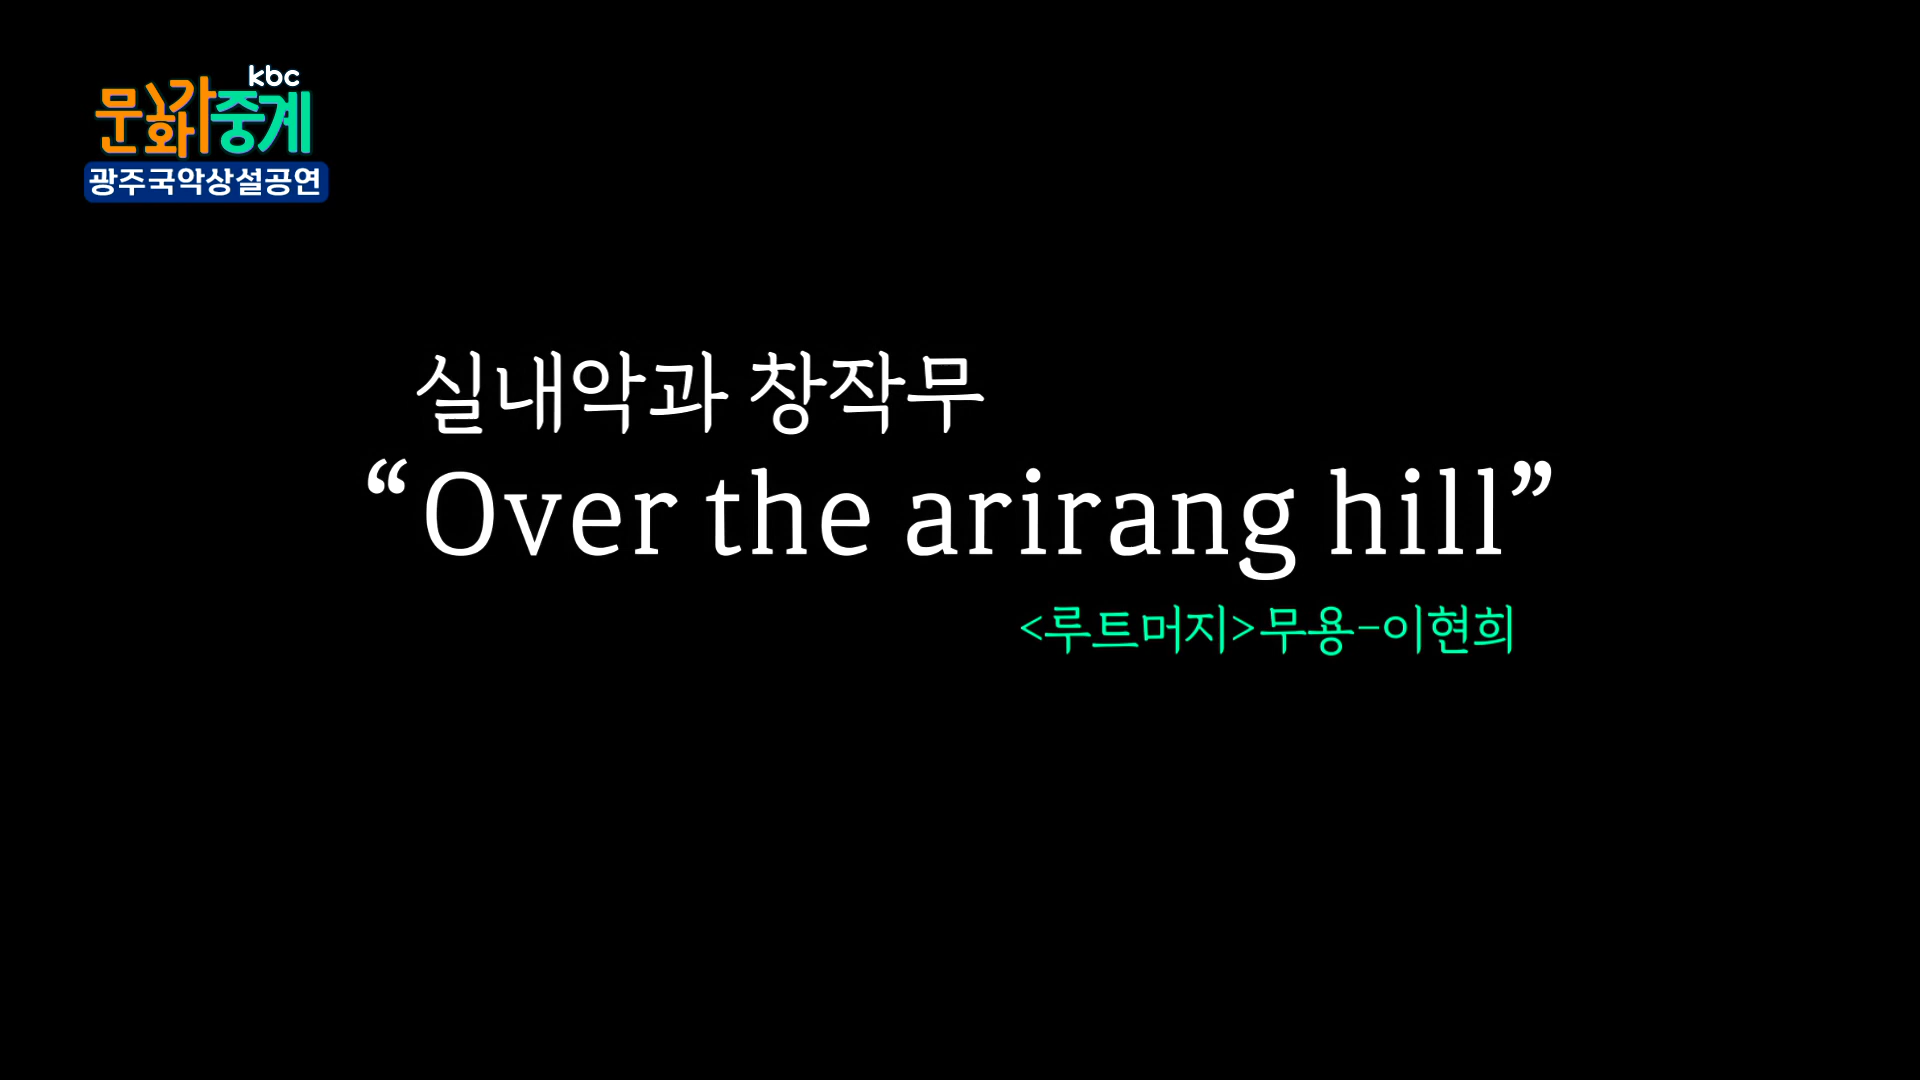 kbc
문화가중계
광주국악상설공연
실내악과 창작무
“Over the arirang hill”
<루트머지>무용-이현희